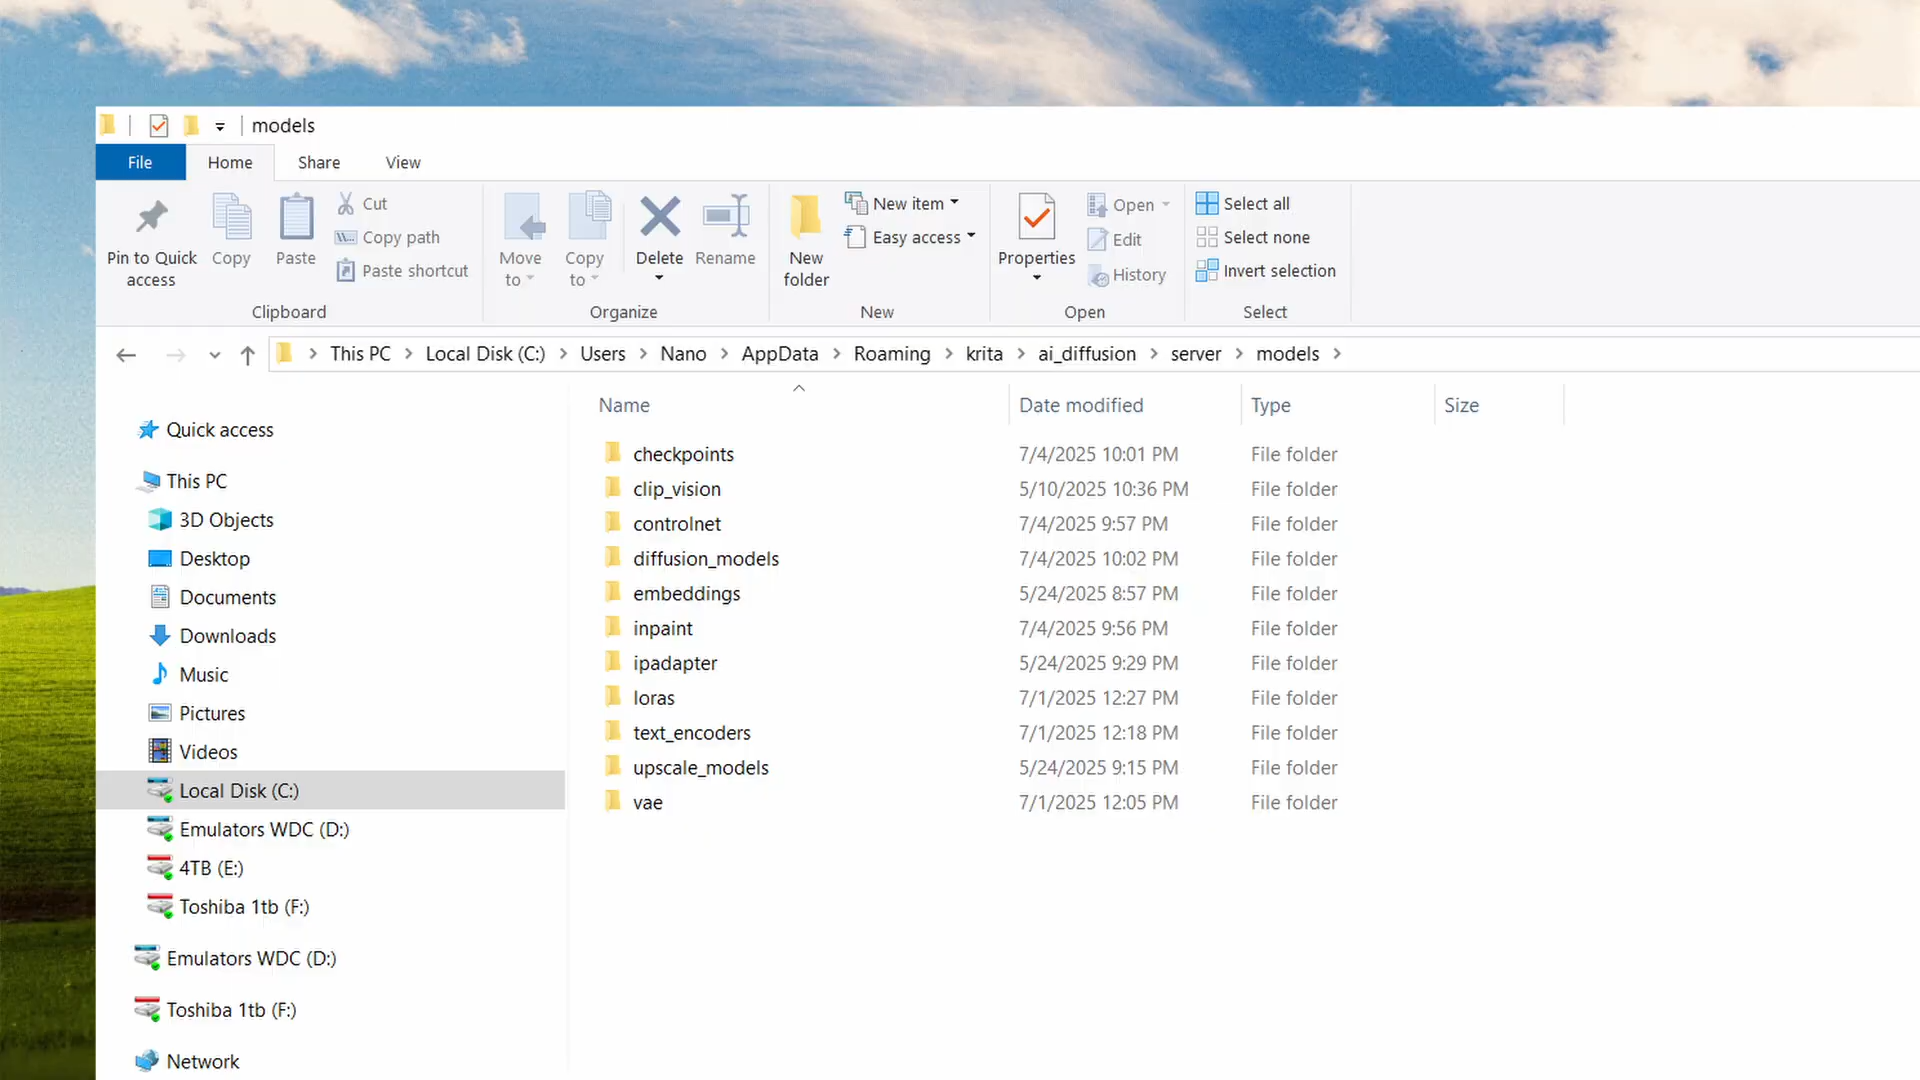 models
File Home Share View
Pin to Quick access
Copy
Paste
Cut
Copy path
Paste shortcut
Clipboard
Move to
Copy to
Delete
Rename
Organize
New folder
New item
Easy access
New
Properties
Open
Edit
History
Open
Select all
Select none
Invert selection
Select
This PC > Local Disk (C:) > Users > Nano > AppData > Roaming > krita > ai_diffusion > server > models >
Quick access
This PC
3D Objects
Desktop
Documents
Downloads
Music
Pictures
Videos
Local Disk (C:)
Emulators WDC (D:)
4TB (E:)
Toshiba 1tb (F:)
Emulators WDC (D:)
Toshiba 1tb (F:)
Network
Name Date modified Type Size
checkpoints 7/4/2025 10:01 PM File folder
clip_vision 5/10/2025 10:36 PM File folder
controlnet 7/4/2025 9:57 PM File folder
diffusion_models 7/4/2025 10:02 PM File folder
embeddings 5/24/2025 8:57 PM File folder
inpaint 7/4/2025 9:56 PM File folder
ipadapter 5/24/2025 9:29 PM File folder
loras 7/1/2025 12:27 PM File folder
text_encoders 7/1/2025 12:18 PM File folder
upscale_models 5/24/2025 9:15 PM File folder
vae 7/1/2025 12:05 PM File folder